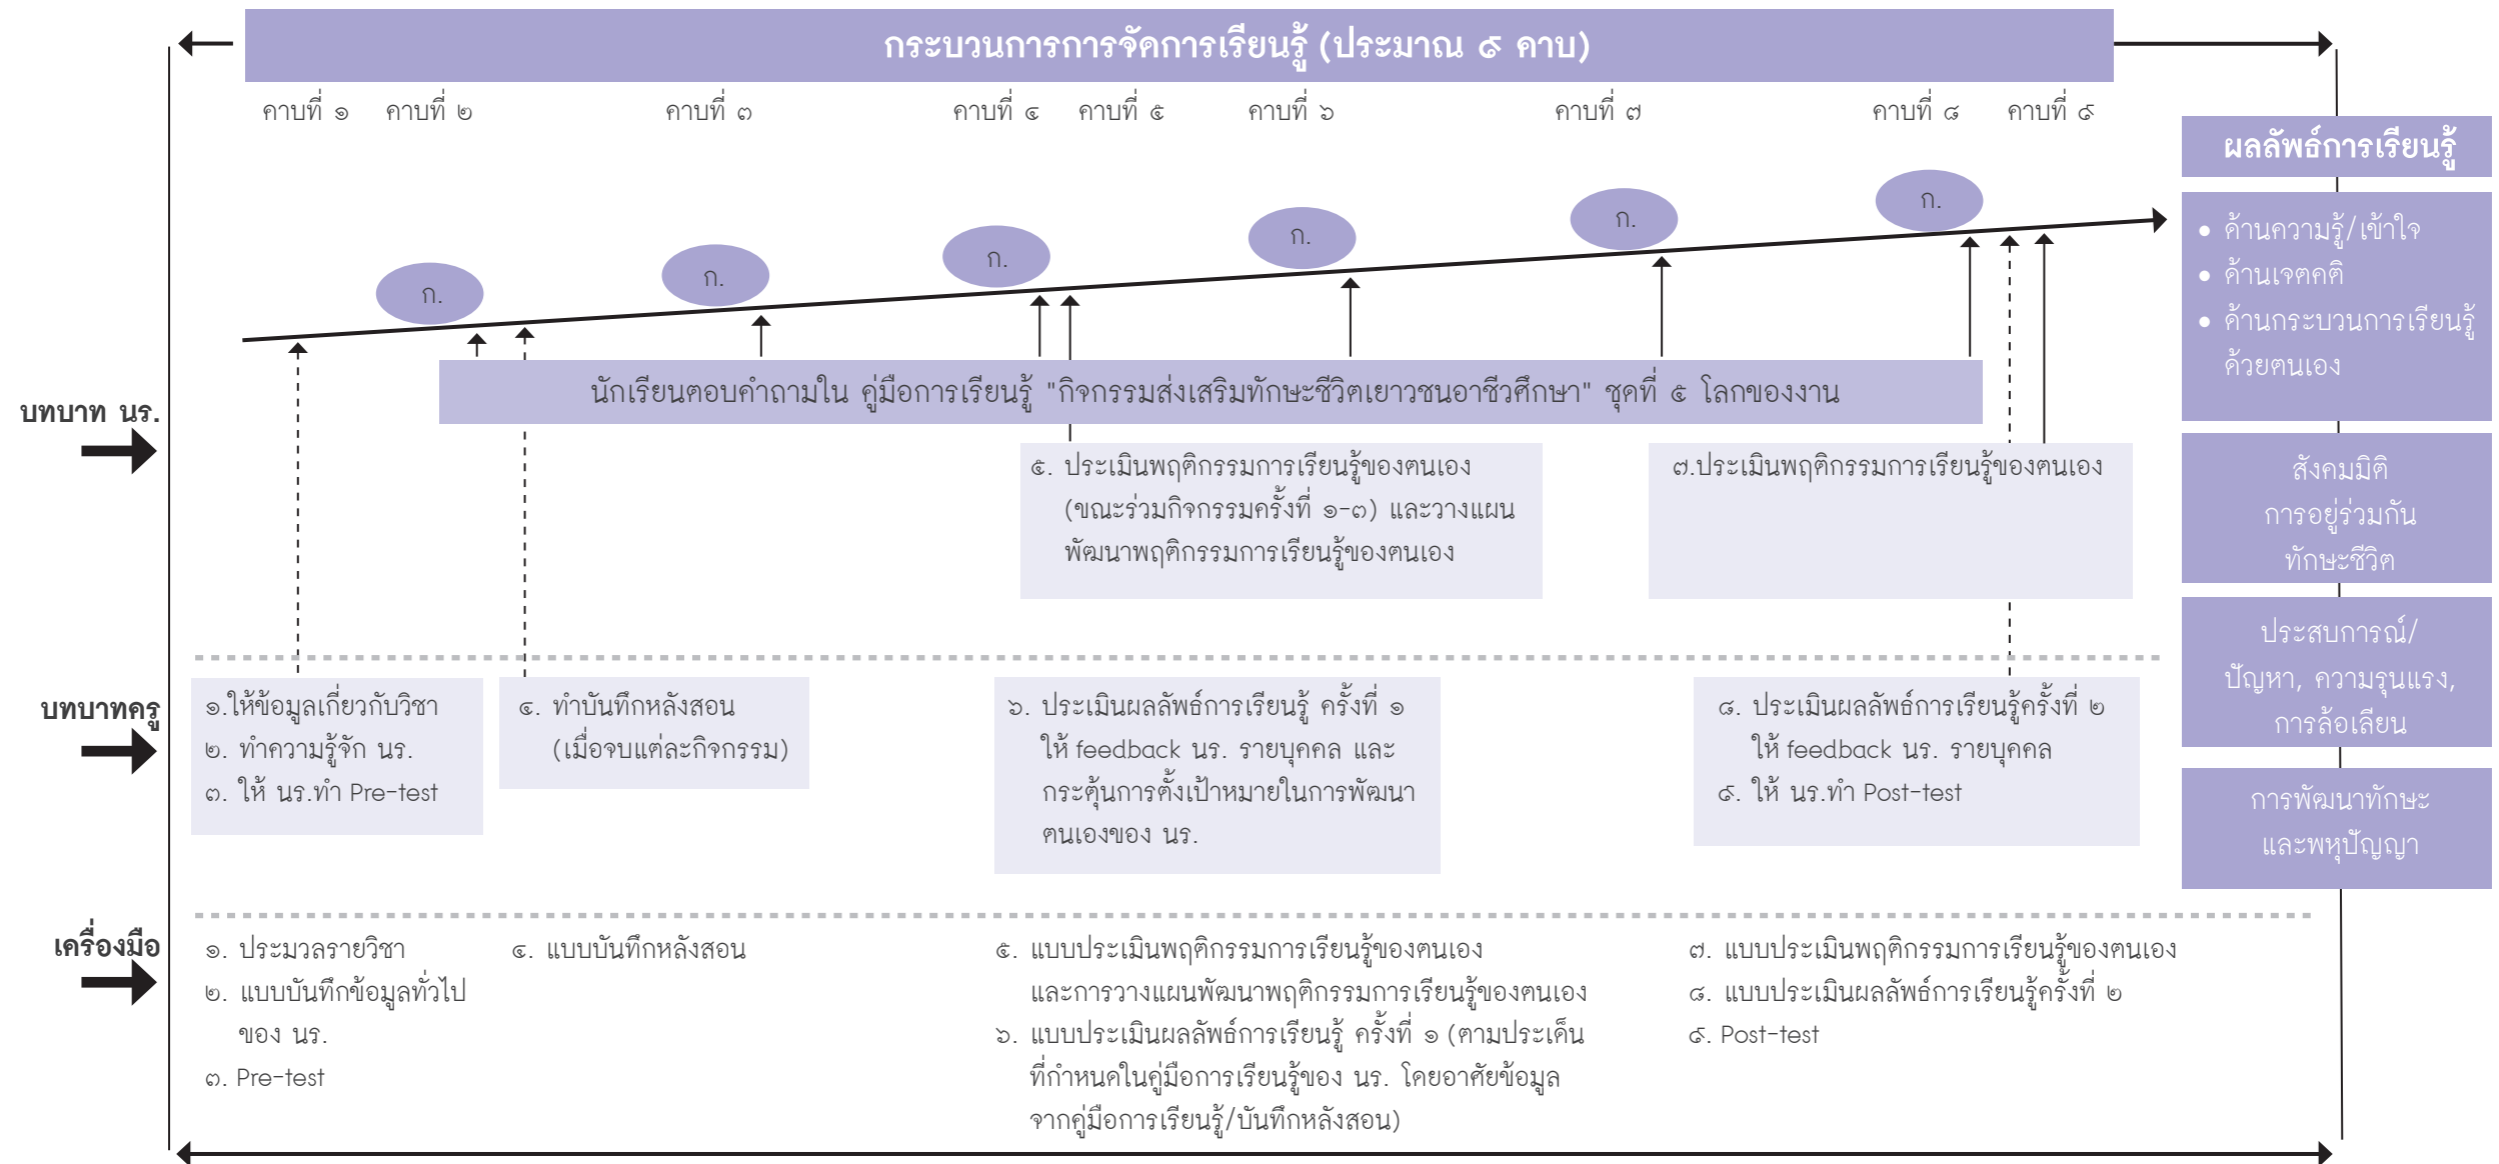 กระบวนการการจัดการเรียนรู้ (ประมาณ ๙ คาบ)
คาบที่ ๑
คาบที่ ๒
คาบที่ ๓
คาบที่ ๔
คาบที่ ๕
คาบที่ ๖
คาบที่ ๗
คาบที่ ๘
คาบที่ ๙
ก.
ก.
ก.
ก.
ก.
ก.
บทบาท นร.
นักเรียนตอบคำถามใน คู่มือการเรียนรู้ "กิจกรรมส่งเสริมทักษะชีวิตเยาวชนอาชีวศึกษา" ชุดที่ ๕ โลกของงาน
๕. ประเมินพฤติกรรมการเรียนรู้ของตนเอง
(ขณะร่วมกิจกรรมครั้งที่ ๑-๓) และวางแผน
พัฒนาพฤติกรรมการเรียนรู้ของตนเอง
๗.ประเมินพฤติกรรมการเรียนรู้ของตนเอง
บทบาทครู
๑.ให้ข้อมูลเกี่ยวกับวิชา
๒. ทำความรู้จัก นร.
๓. ให้ นร.ทำ Pre-test
๔. ทำบันทึกหลังสอน
(เมื่อจบแต่ละกิจกรรม)
๖. ประเมินผลลัพธ์การเรียนรู้ ครั้งที่ ๑
ให้ feedback นร. รายบุคคล และ
กระตุ้นการตั้งเป้าหมายในการพัฒนา
ตนเองของ นร.
๘. ประเมินผลลัพธ์การเรียนรู้ครั้งที่ ๒
ให้ feedback นร. รายบุคคล
๙. ให้ นร.ทำ Post-test
เครื่องมือ
๑. ประมวลรายวิชา
๒. แบบบันทึกข้อมูลทั่วไป
ของ นร.
๓. Pre-test
๔. แบบบันทึกหลังสอน
๕. แบบประเมินพฤติกรรมการเรียนรู้ของตนเอง
และการวางแผนพัฒนาพฤติกรรมการเรียนรู้ของตนเอง
๖. แบบประเมินผลลัพธ์การเรียนรู้ ครั้งที่ ๑ (ตามประเด็น
ที่กำหนดในคู่มือการเรียนรู้ของ นร. โดยอาศัยข้อมูล
จากคู่มือการเรียนรู้/บันทึกหลังสอน)
๗. แบบประเมินพฤติกรรมการเรียนรู้ของตนเอง
๘. แบบประเมินผลลัพธ์การเรียนรู้ครั้งที่ ๒
๙. Post-test
ผลลัพธ์การเรียนรู้
• ด้านความรู้/เข้าใจ
• ด้านเจตคติ
• ด้านกระบวนการเรียนรู้
ด้วยตนเอง
สังคมมิติ
การอยู่ร่วมกัน
ทักษะชีวิต
ประสบการณ์/
ปัญหา, ความรุนแรง,
การล้อเลียน
การพัฒนาทักษะ
และพหุปัญญา